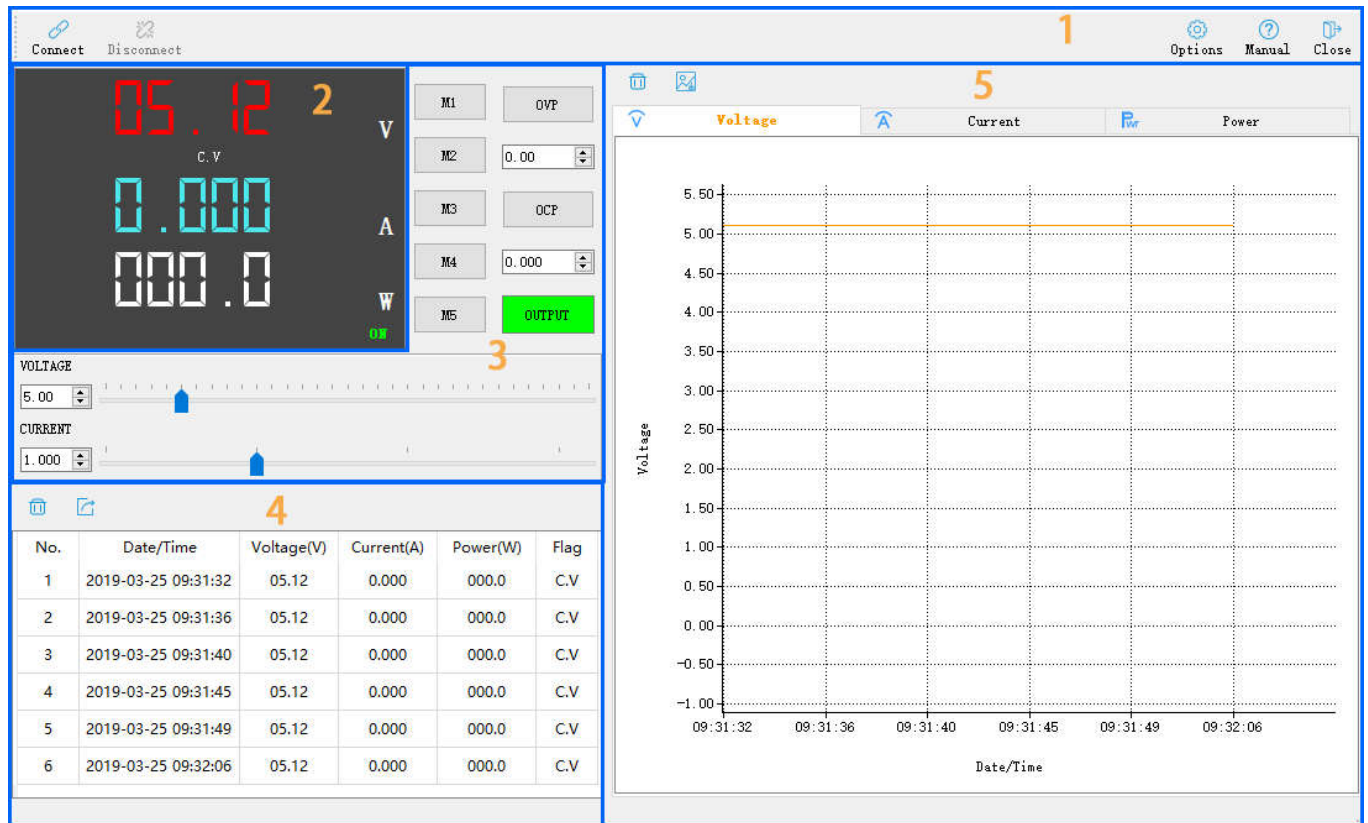 Connect Disconnect 1 Options Manual Close
05.12 V 2
C.V
0.000 A
000.0 W
ON
M1 OVP
M2 0.00
M3 OCP
M4 0.000
M5 OUTPUT
3
VOLTAGE
5.00
CURRENT
1.000
4
No. Date/Time Voltage(V) Current(A) Power(W) Flag
1 2019-03-25 09:31:32 05.12 0.000 000.0 C.V
2 2019-03-25 09:31:36 05.12 0.000 000.0 C.V
3 2019-03-25 09:31:40 05.12 0.000 000.0 C.V
4 2019-03-25 09:31:45 05.12 0.000 000.0 C.V
5 2019-03-25 09:31:49 05.12 0.000 000.0 C.V
6 2019-03-25 09:32:06 05.12 0.000 000.0 C.V
5
V Voltage A Current Pwr Power
5.50
5.00
4.50
4.00
3.50
3.00
2.50
2.00
1.50
1.00
0.50
0.00
-0.50
-1.00
Voltage
09:31:32 09:31:36 09:31:40 09:31:45 09:31:49 09:32:06
Date/Time